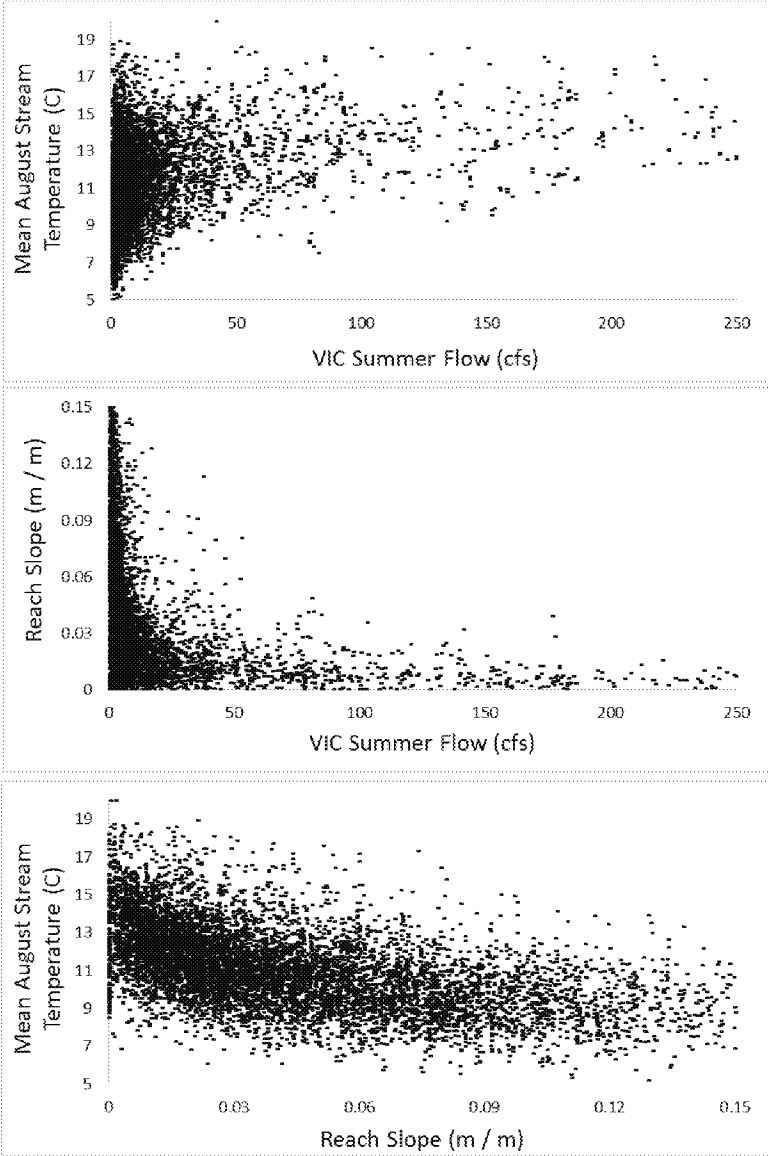 19
17
15
13
11
9
7
5
Mean August Stream
Temperature (C)
0 50 100 150 200 250
VIC Summer Flow (cfs)
0.15
0.12
0.09
0.06
0.03
0
Reach Slope (m / m)
0 50 100 150 200 250
VIC Summer Flow (cfs)
19
17
15
13
11
9
7
5
Mean August Stream
Temperature (C)
0 0.03 0.06 0.09 0.12 0.15
Reach Slope (m / m)